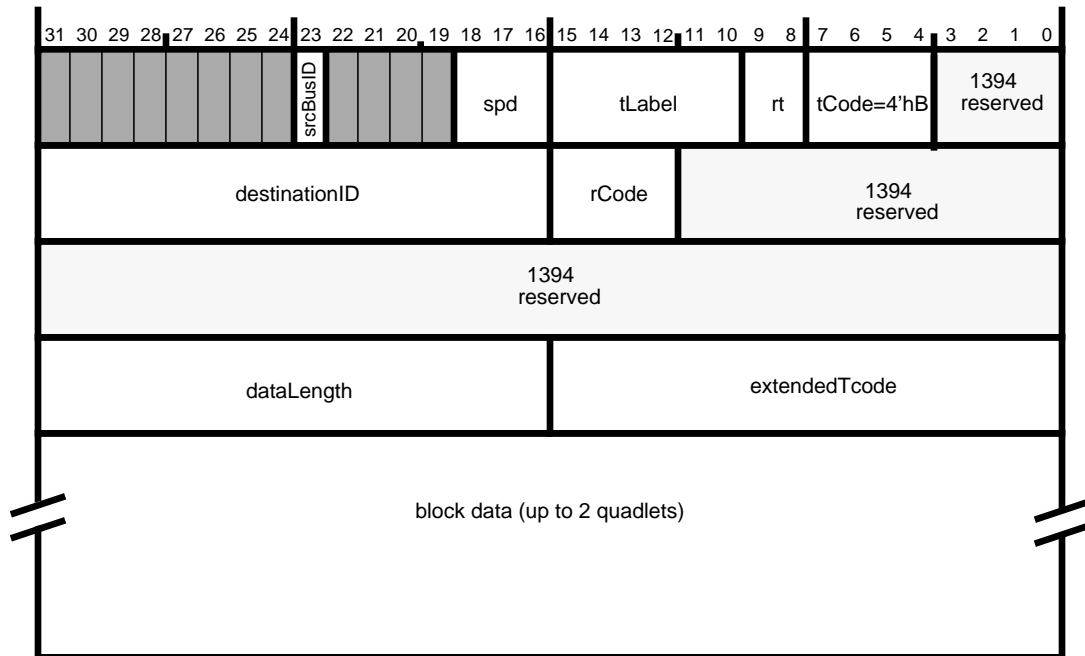 31 30 29 28 27 26 25 24 23 22 21 20 19 18 17 16 15 14 13 12 11 10 9 8 7 6 5 4 3 2 1 0
srcBusID spd tLabel rt tCode=4'hB 1394
reserved
destinationID rCode 1394
reserved
1394
reserved
dataLength extendedTcode
block data (up to 2 quadlets)